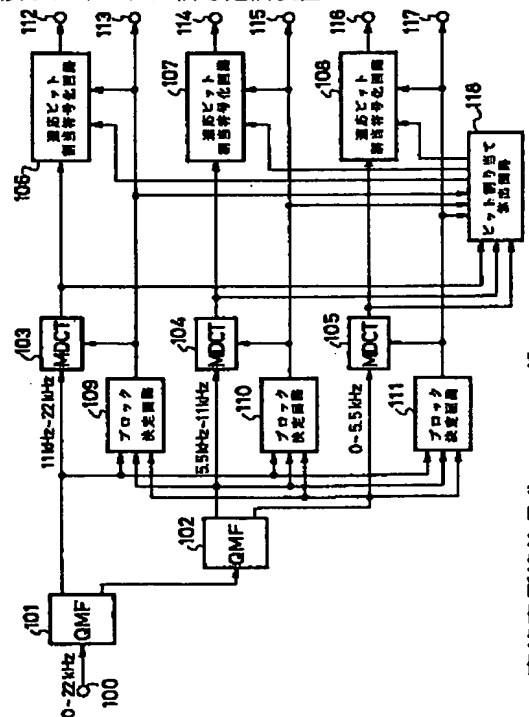 112
113
114
115
116
117
適応ビット
割当符号化回路
106
適応ビット
割当符号化回路
107
適応ビット
割当符号化回路
108
118
ビット割り当て
算出回路
103
MDCT
104
MDCT
105
MDCT
11kHz~22kHz
109
ブロック
決定回路
5.5kHz~11kHz
110
ブロック
決定回路
0~5.5kHz
111
ブロック
決定回路
102
QMF
101
QMF
0~22kHz
100